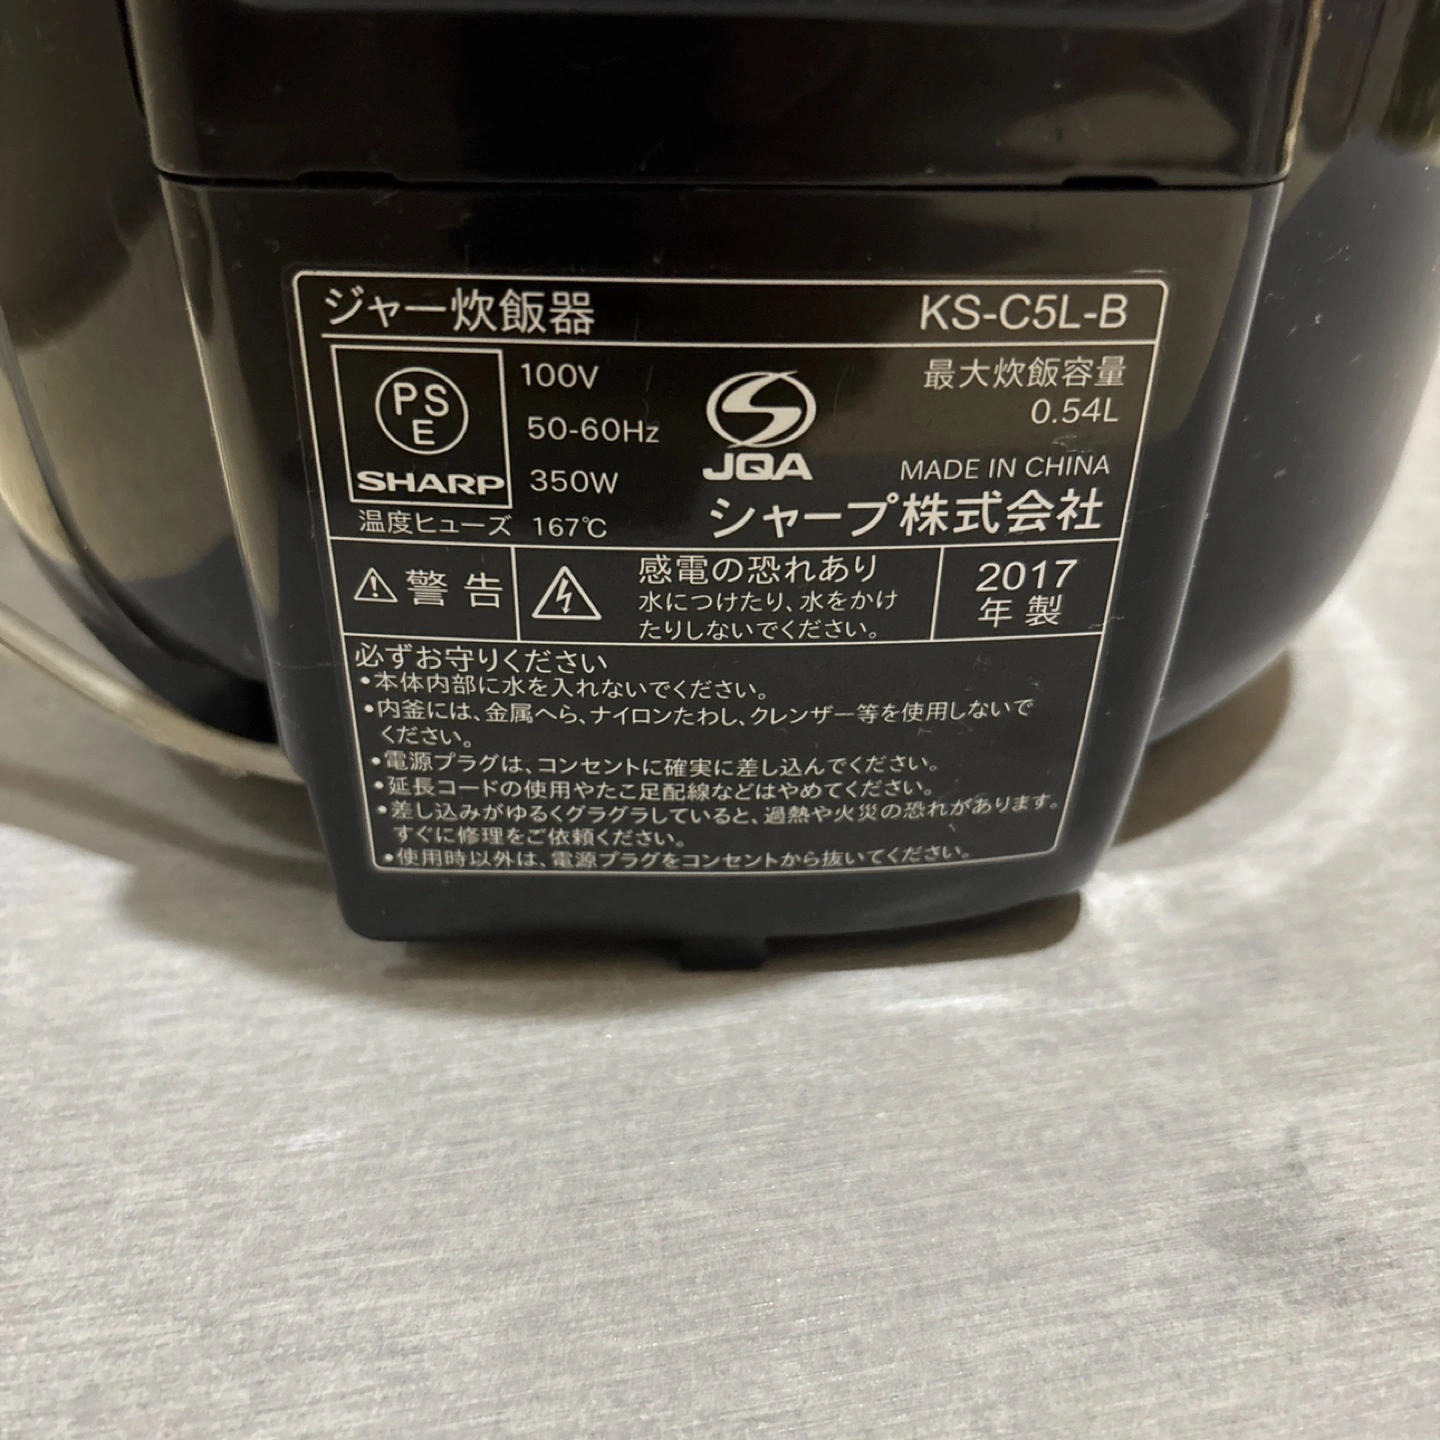 ジャー炊飯器 KS-C5L-B
PSE
SHARP
100V
50-60Hz
350W
温度ヒューズ 167℃
JQA
最大炊飯容量
0.54L
MADE IN CHINA
シャープ株式会社
警告
感電の恐れあり
水につけたり、水をかけ
たりしないでください。
2017
年製
必ずお守りください
•本体内部に水を入れないでください。
•内釜には、金属へら、ナイロンたわし、クレンザー等を使用しないで
ください。
•電源プラグは、コンセントに確実に差し込んでください。
•延長コードの使用やたこ足配線などはやめてください。
•差し込みがゆるくグラグラしていると、過熱や火災の恐れがあります。
すぐに修理をご依頼ください。
•使用時以外は、電源プラグをコンセントから抜いてください。